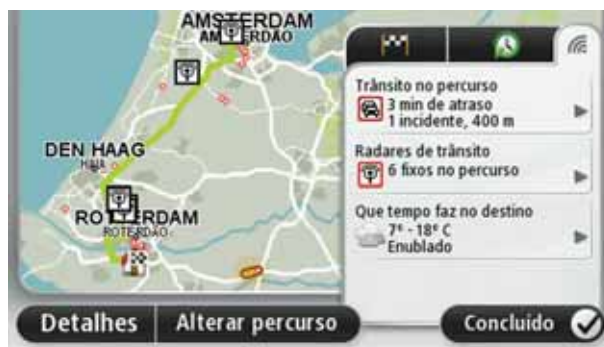 AMSTERDAM
AMSTERDÃO
DEN HAAG
HAIA
ROTTERDAM
ROTERDÃO
Trânsito no percurso
3 min de atraso
1 incidente, 400 m
Radares de trânsito
6 fixos no percurso
Que tempo faz no destino
7° - 18° C
Enublado
Detalhes
Alterar percurso
Concluído